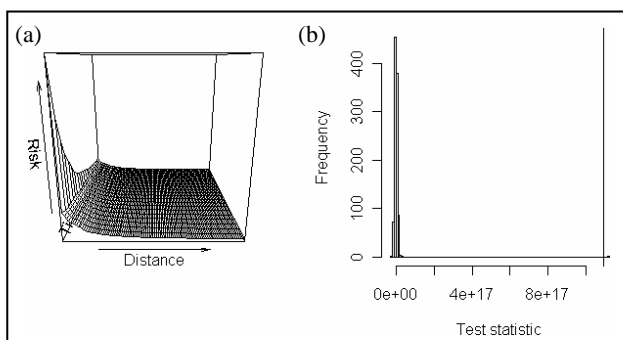 (a)
Risk
Distance
(b)
Frequency
400
300
200
100
0
0e+00 4e+17 8e+17
Test statistic